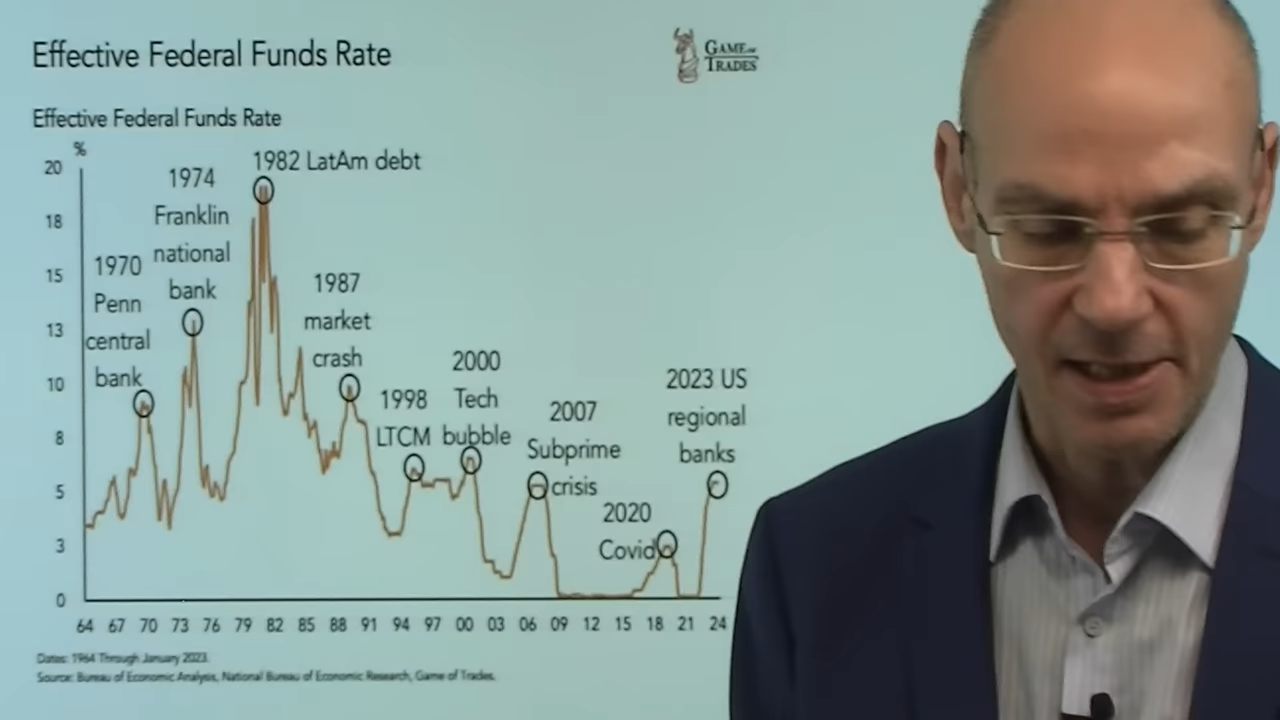 Effective Federal Funds Rate
GAME OF
TRADES
Effective Federal Funds Rate
%
20
18
15
13
10
8
5
3
0
1970
Penn
central
bank
1974
Franklin
national
bank
1982 LatAm debt
1987
market
crash
1998
LTCM
2000
Tech
bubble
2007
Subprime
crisis
2020
Covid
2023 US
regional
banks
64 67 70 73 76 79 82 85 88 91 94 97 00 03 06 09 12 15 18 21 24
Dates: 1964 Through January 2023.
Source: Bureau of Economic Analysis, National Bureau of Economic Research, Game of Trades.